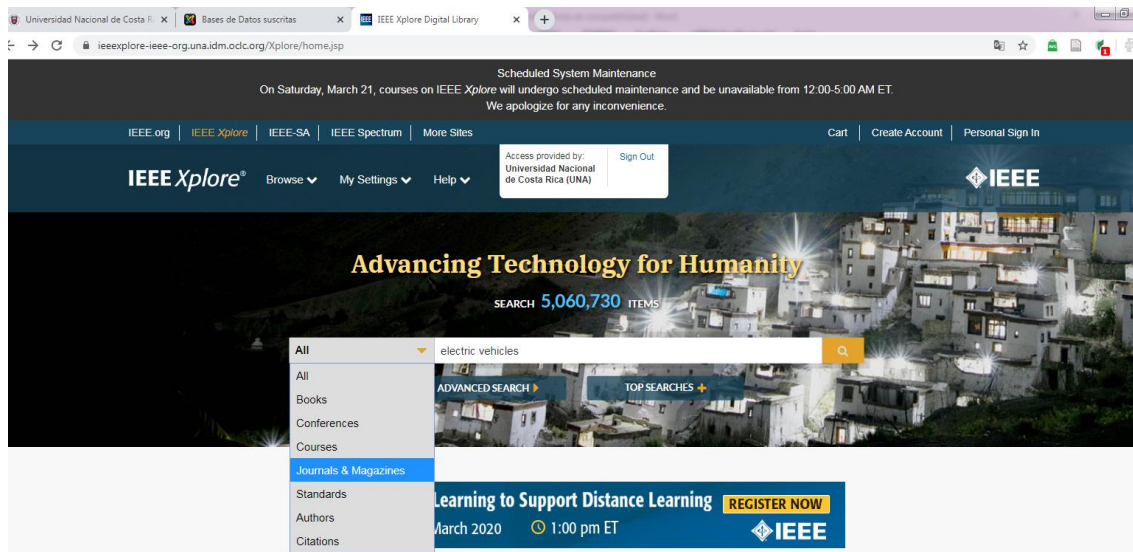 Universidad Nacional de Costa R
Bases de Datos suscritas
IEEE Xplore Digital Library
ieeexplore-ieee-org.una.idm.oclc.org/Xplore/home.jsp
Scheduled System Maintenance
On Saturday, March 21, courses on IEEE Xplore will undergo scheduled maintenance and be unavailable from 12:00-5:00 AM ET.
We apologize for any inconvenience.
IEEE.org
IEEE Xplore
IEEE-SA
IEEE Spectrum
More Sites
Cart
Create Account
Personal Sign In
IEEE Xplore®
Browse
My Settings
Help
Access provided by:
Universidad Nacional
de Costa Rica (UNA)
Sign Out
IEEE
Advancing Technology for Humanity
SEARCH 5,060,730 ITEMS
All
electric vehicles
All
Books
Conferences
Courses
Journals & Magazines
Standards
Authors
Citations
ADVANCED SEARCH
TOP SEARCHES
Learning to Support Distance Learning
REGISTER NOW
March 2020
1:00 pm ET
IEEE